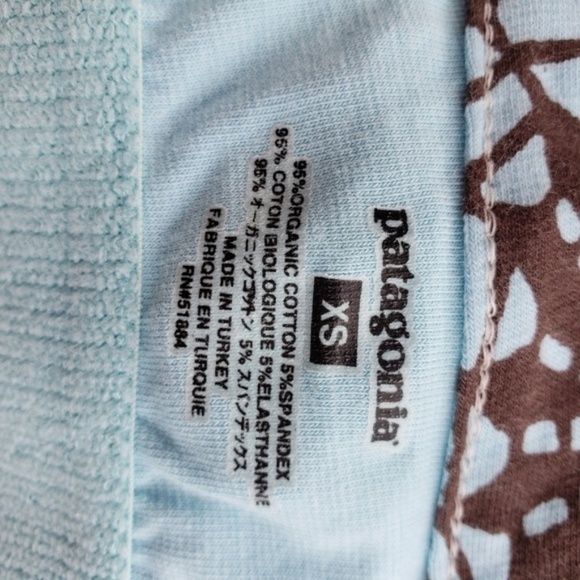 patagonia
XS
95%ORGANIC COTTON 5%SPANDEX
95% COTON BIOLOGIQUE 5%ELASTHANNE
95% オーガニックコットン 5% スパンデックス
MADE IN TURKEY
FABRIQUE EN TURQUIE
RN#51884